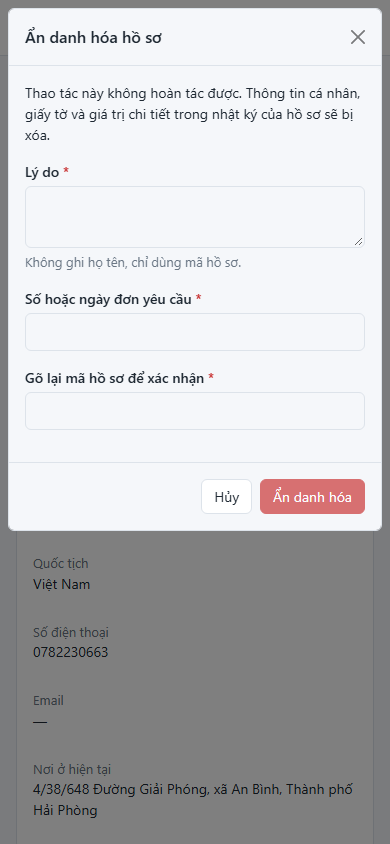 Ẩn danh hóa hồ sơ
Thao tác này không hoàn tác được. Thông tin cá nhân,
giấy tờ và giá trị chi tiết trong nhật ký của hồ sơ sẽ bị
xóa.
Lý do *
Không ghi họ tên, chỉ dùng mã hồ sơ.
Số hoặc ngày đơn yêu cầu *
Gõ lại mã hồ sơ để xác nhận *
Hủy
Ẩn danh hóa
Quốc tịch
Việt Nam
Số điện thoại
0782230663
Email
—
Nơi ở hiện tại
4/38/648 Đường Giải Phóng, xã An Bình, Thành phố
Hải Phòng